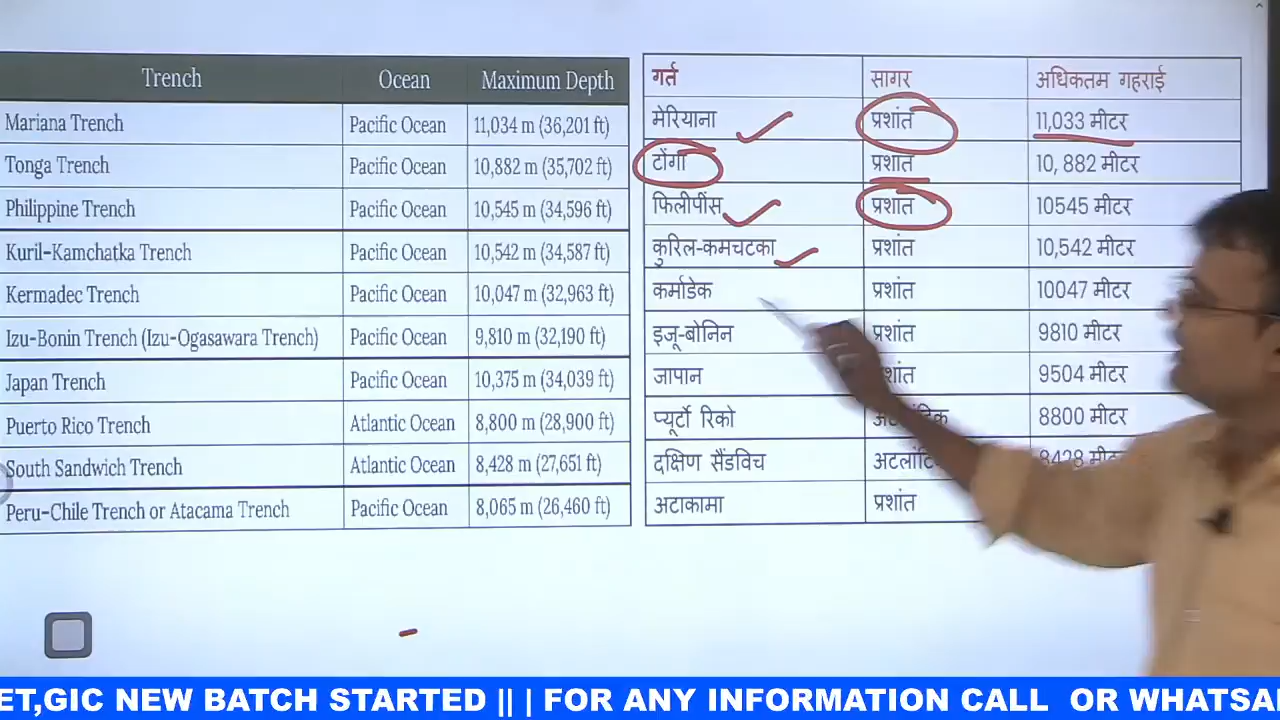 Trench Ocean Maximum Depth
Mariana Trench Pacific Ocean 11,034 m (36,201 ft)
Tonga Trench Pacific Ocean 10,882 m (35,702 ft)
Philippine Trench Pacific Ocean 10,545 m (34,596 ft)
Kuril-Kamchatka Trench Pacific Ocean 10,542 m (34,587 ft)
Kermadec Trench Pacific Ocean 10,047 m (32,963 ft)
Izu-Bonin Trench (Izu-Ogasawara Trench) Pacific Ocean 9,810 m (32,190 ft)
Japan Trench Pacific Ocean 10,375 m (34,039 ft)
Puerto Rico Trench Atlantic Ocean 8,800 m (28,900 ft)
South Sandwich Trench Atlantic Ocean 8,428 m (27,651 ft)
Peru-Chile Trench or Atacama Trench Pacific Ocean 8,065 m (26,460 ft)
गर्त सागर अधिकतम गहराई
मेरियाना प्रशांत 11,033 मीटर
टोंगा प्रशांत 10, 882 मीटर
फिलीपींस प्रशांत 10545 मीटर
कुरिल-कमचटका प्रशांत 10,542 मीटर
कर्माडेक प्रशांत 10047 मीटर
इजू-बोनिन प्रशांत 9810 मीटर
जापान प्रशांत 9504 मीटर
प्यूर्टो रिको 8800 मीटर
दक्षिण सैंडविच 8428
अटाकामा प्रशांत
ET,GIC NEW BATCH STARTED || | FOR ANY INFORMATION CALL OR WHATSA